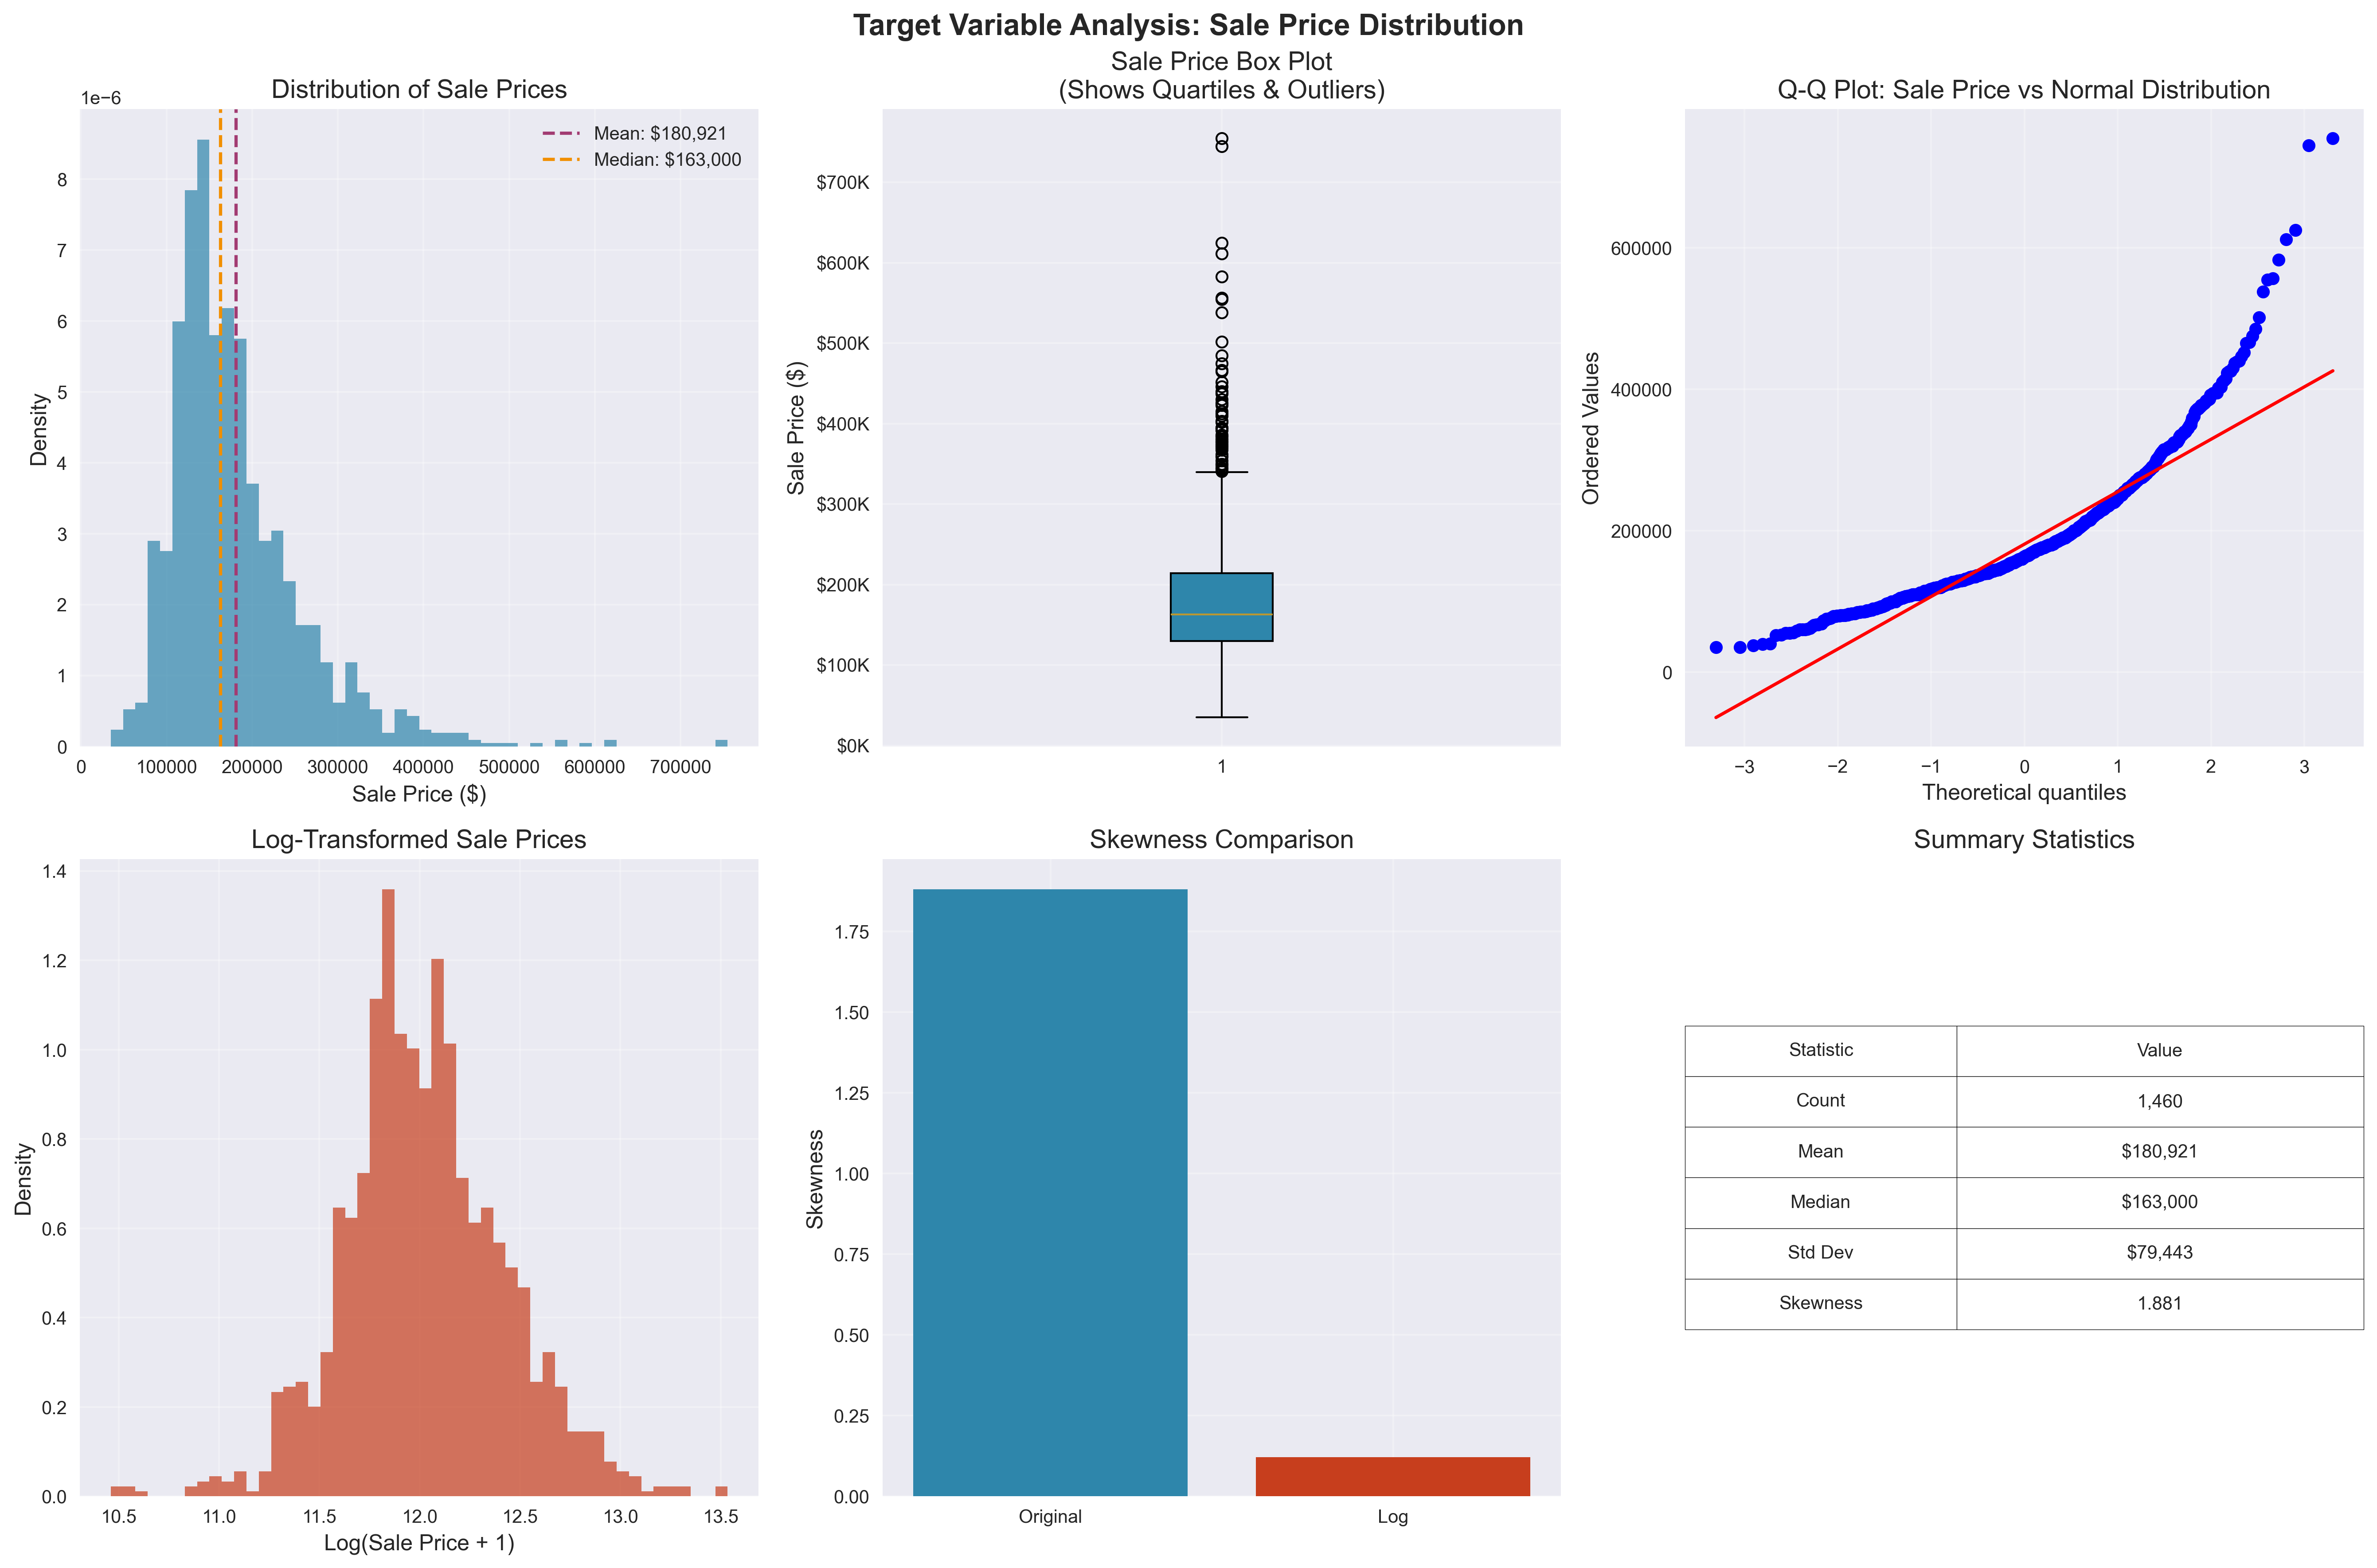 Target Variable Analysis: Sale Price Distribution
Distribution of Sale Prices
1e−6
Mean: $180,921
Median: $163,000
8
7
6
5
4
3
2
1
0
Density
0 100000 200000 300000 400000 500000 600000 700000
Sale Price ($)
Sale Price Box Plot
(Shows Quartiles & Outliers)
$700K
$600K
$500K
$400K
$300K
$200K
$100K
$0K
Sale Price ($)
1
Q-Q Plot: Sale Price vs Normal Distribution
600000
400000
200000
0
Ordered Values
−3 −2 −1 0 1 2 3
Theoretical quantiles
Log-Transformed Sale Prices
1.4
1.2
1.0
0.8
0.6
0.4
0.2
0.0
Density
10.5 11.0 11.5 12.0 12.5 13.0 13.5
Log(Sale Price + 1)
Skewness Comparison
1.75
1.50
1.25
1.00
0.75
0.50
0.25
0.00
Skewness
Original Log
Summary Statistics
Statistic Value
Count 1,460
Mean $180,921
Median $163,000
Std Dev $79,443
Skewness 1.881